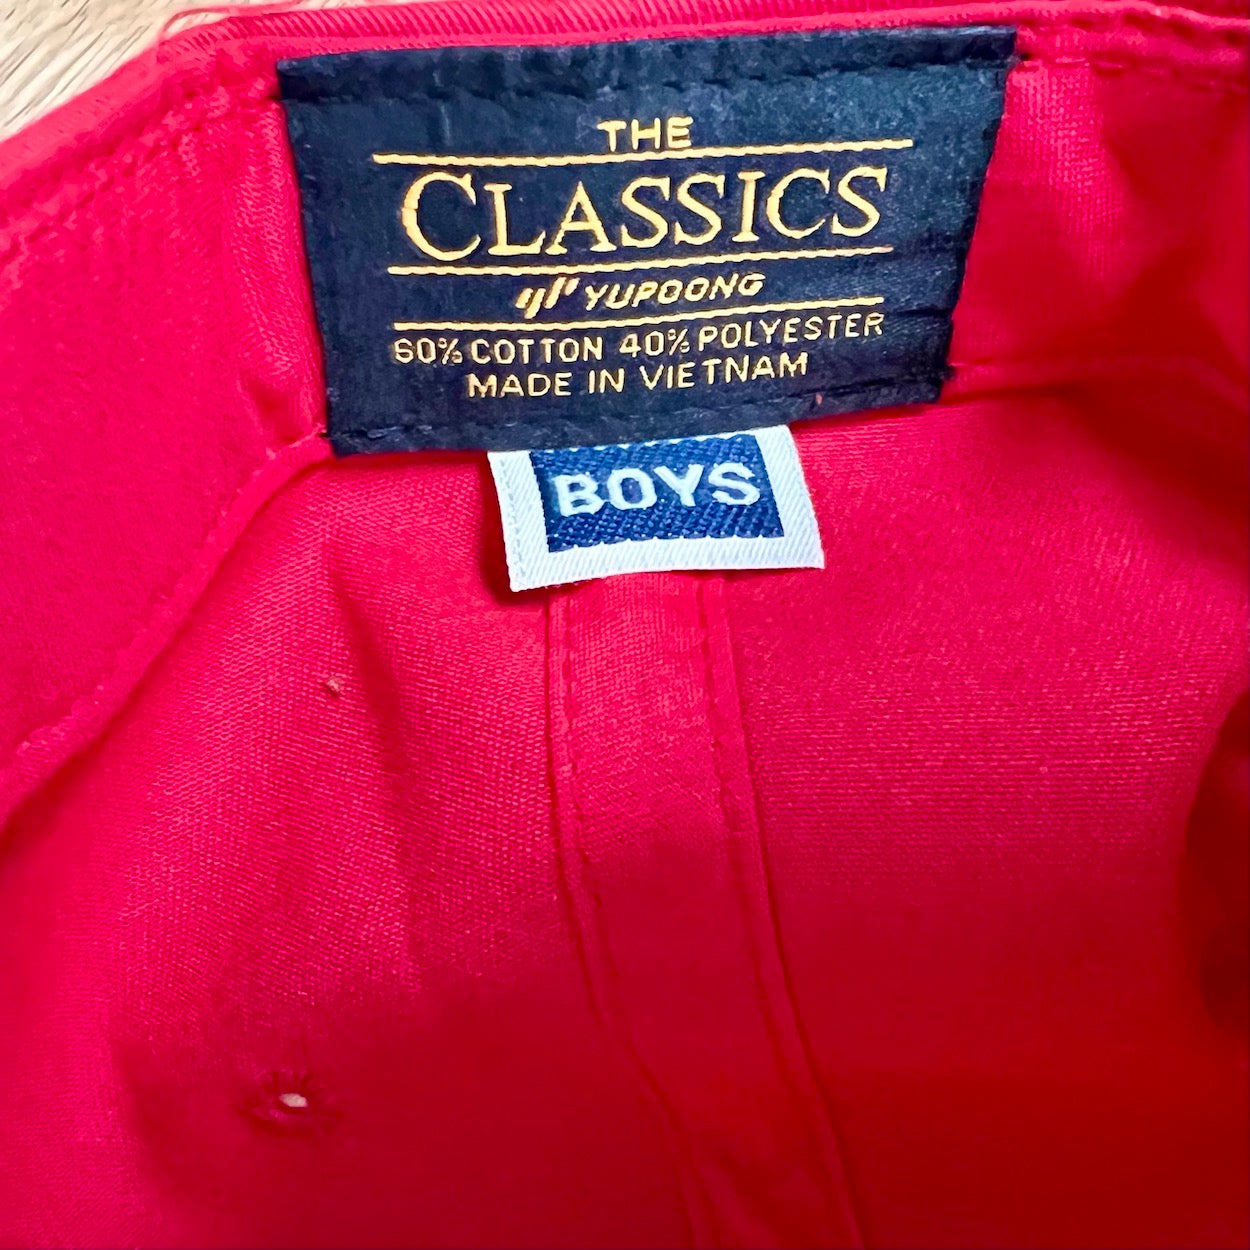 THE
CLASSICS
YUPOONG
60% COTTON 40% POLYESTER
MADE IN VIETNAM
BOYS